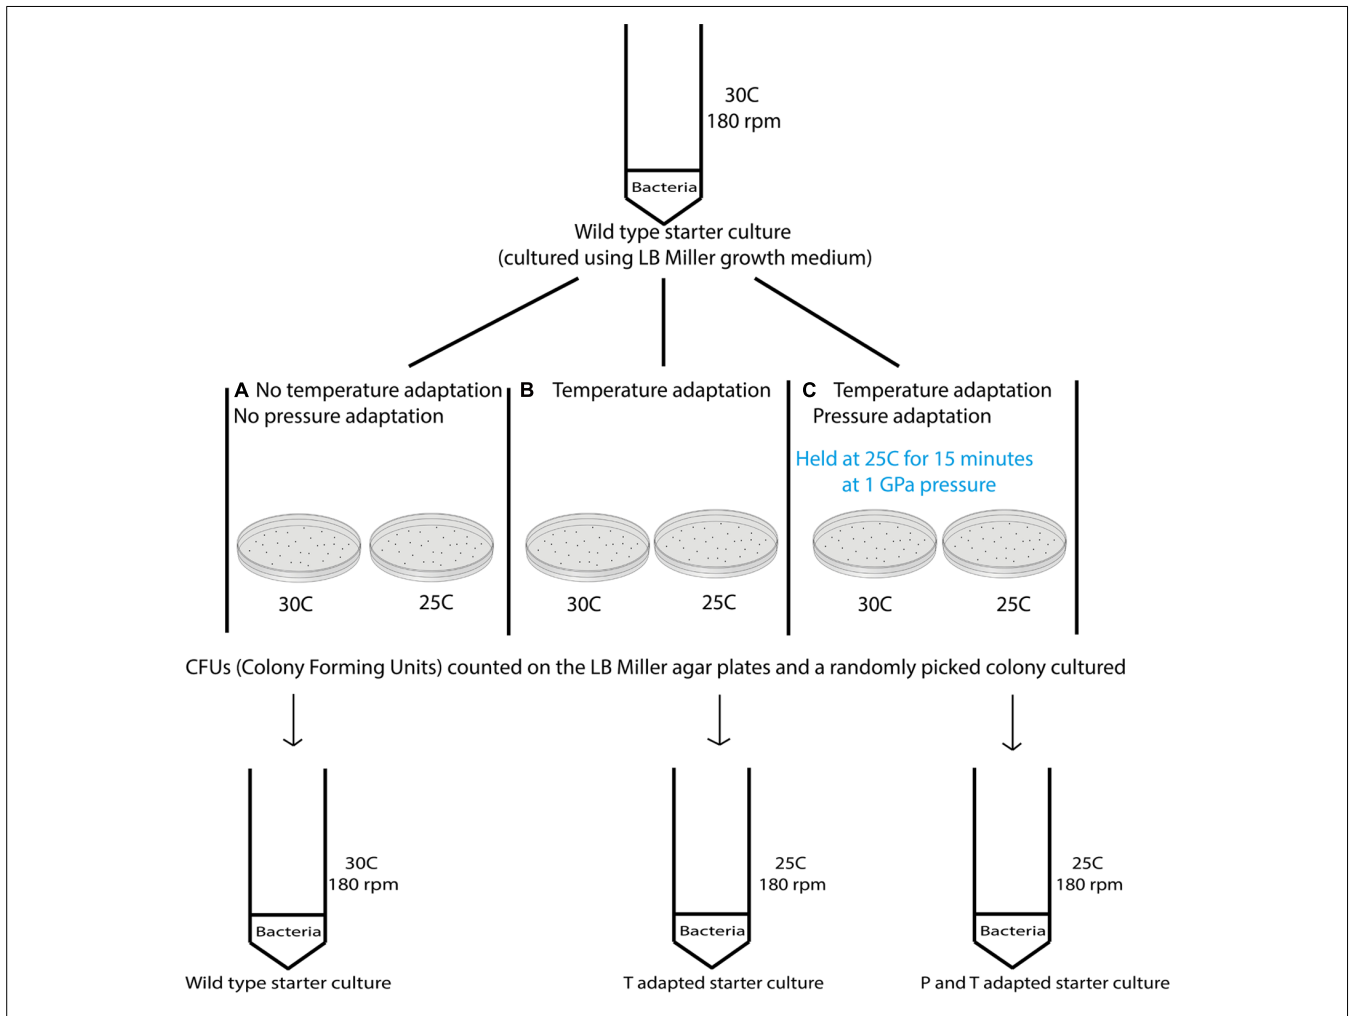 30C
180 rpm
Bacteria
Wild type starter culture
(cultured using LB Miller growth medium)
A No temperature adaptation
No pressure adaptation
B Temperature adaptation
C Temperature adaptation
Pressure adaptation
Held at 25C for 15 minutes
at 1 GPa pressure
30C
25C
30C
25C
30C
25C
CFUs (Colony Forming Units) counted on the LB Miller agar plates and a randomly picked colony cultured
30C
180 rpm
Bacteria
Wild type starter culture
25C
180 rpm
Bacteria
T adapted starter culture
25C
180 rpm
Bacteria
P and T adapted starter culture